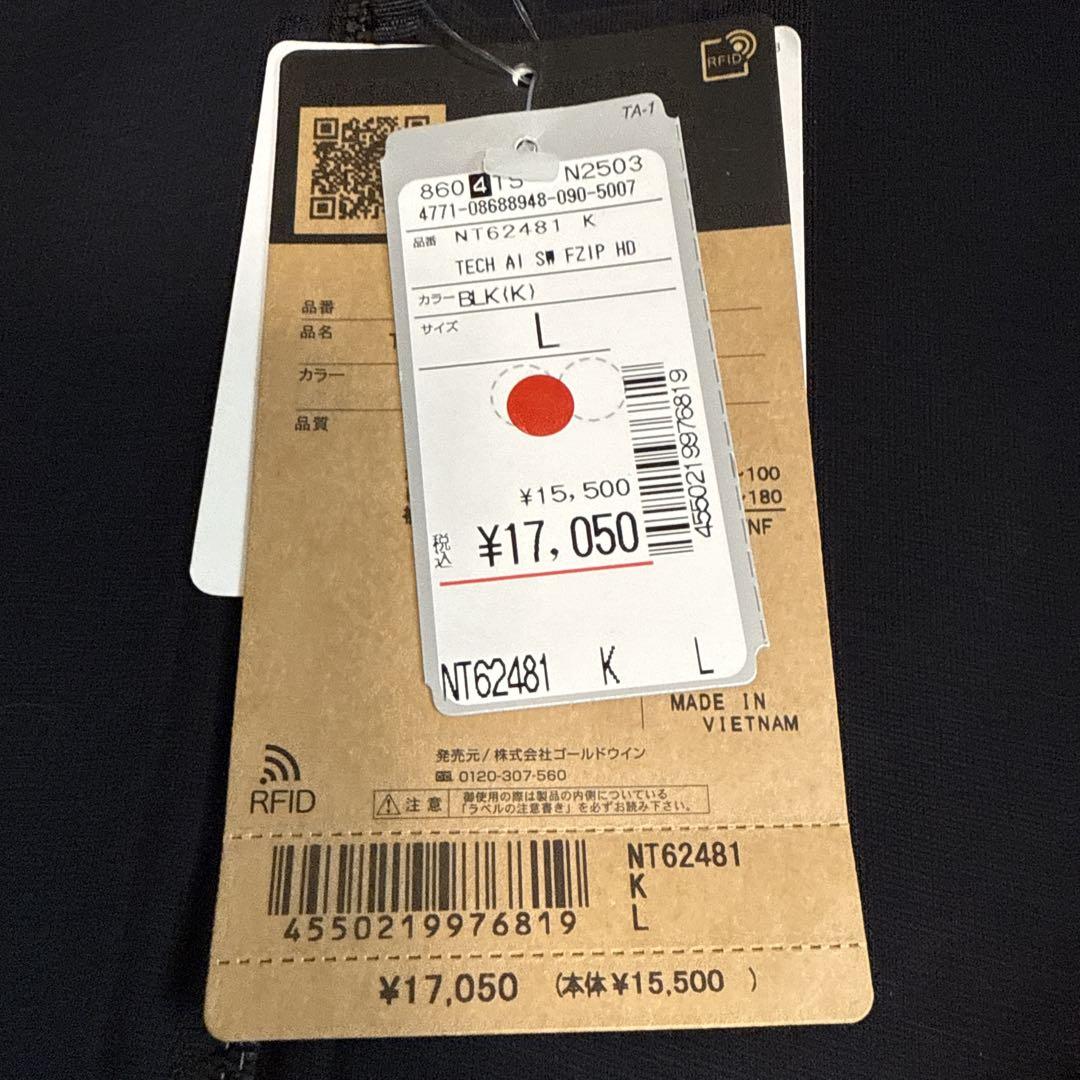 RFID
TA-1
860 4 15 N2503
4771-08688948-090-5007
品番 NT62481 K
TECH AI SW FZIP HD
カラー BLK(K)
サイズ L
4550219976819
¥15,500
税込 ¥17,050
NT62481 K L
品番
品名
カラー
品質
-100
-180
NF
MADE IN
VIETNAM
発売元/株式会社ゴールドウイン
0120-307-560
RFID
注意 御使用の際は製品の内側についている
「ラベルの注意書き」を必ずお読み下さい。
4550219976819
NT62481
K
L
¥17,050 (本体¥15,500 )